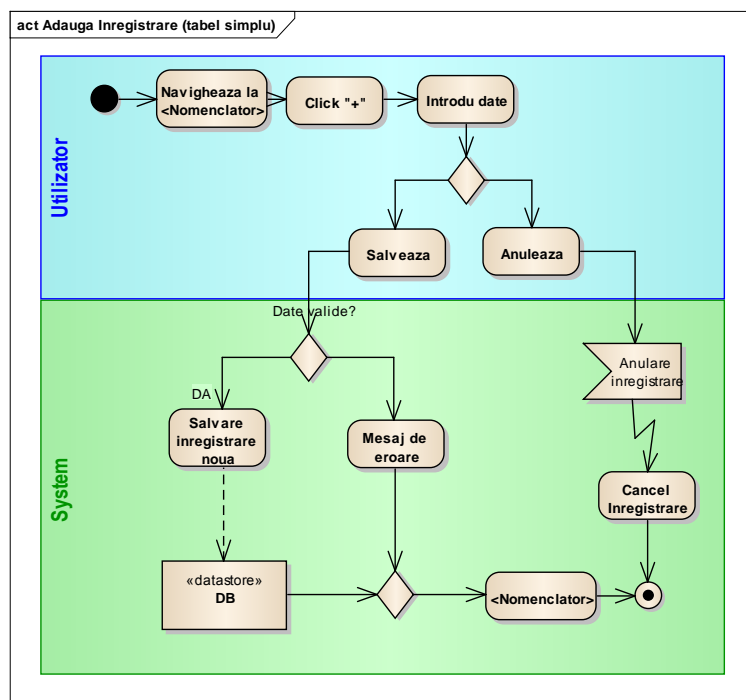 act Adauga Inregistrare (tabel simplu)
Utilizator
Navigheaza la
<Nomenclator>
Click "+"
Introdu date
Salveaza
Anuleaza
System
Date valide?
DA
Salvare
inregistrare
noua
Mesaj de
eroare
Anulare
inregistrare
Cancel
Inregistrare
«datastore»
DB
<Nomenclator>